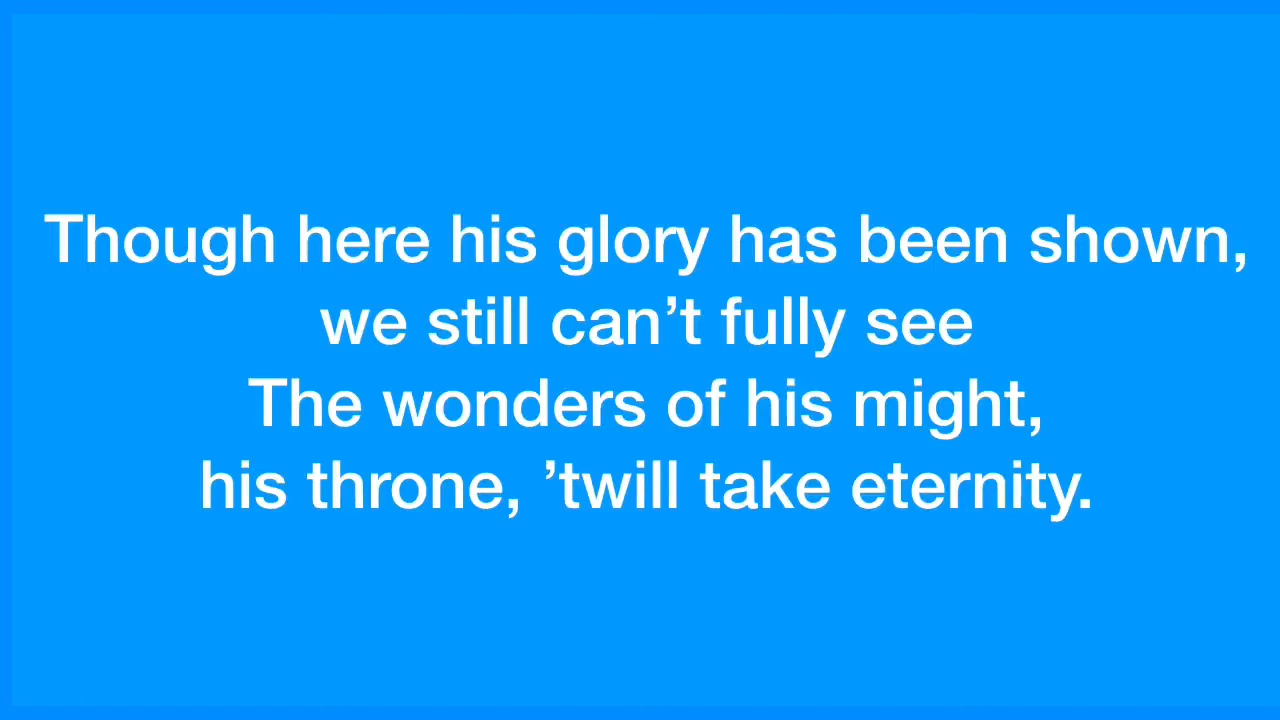 Though here his glory has been shown,
we still can’t fully see
The wonders of his might,
his throne, ’twill take eternity.